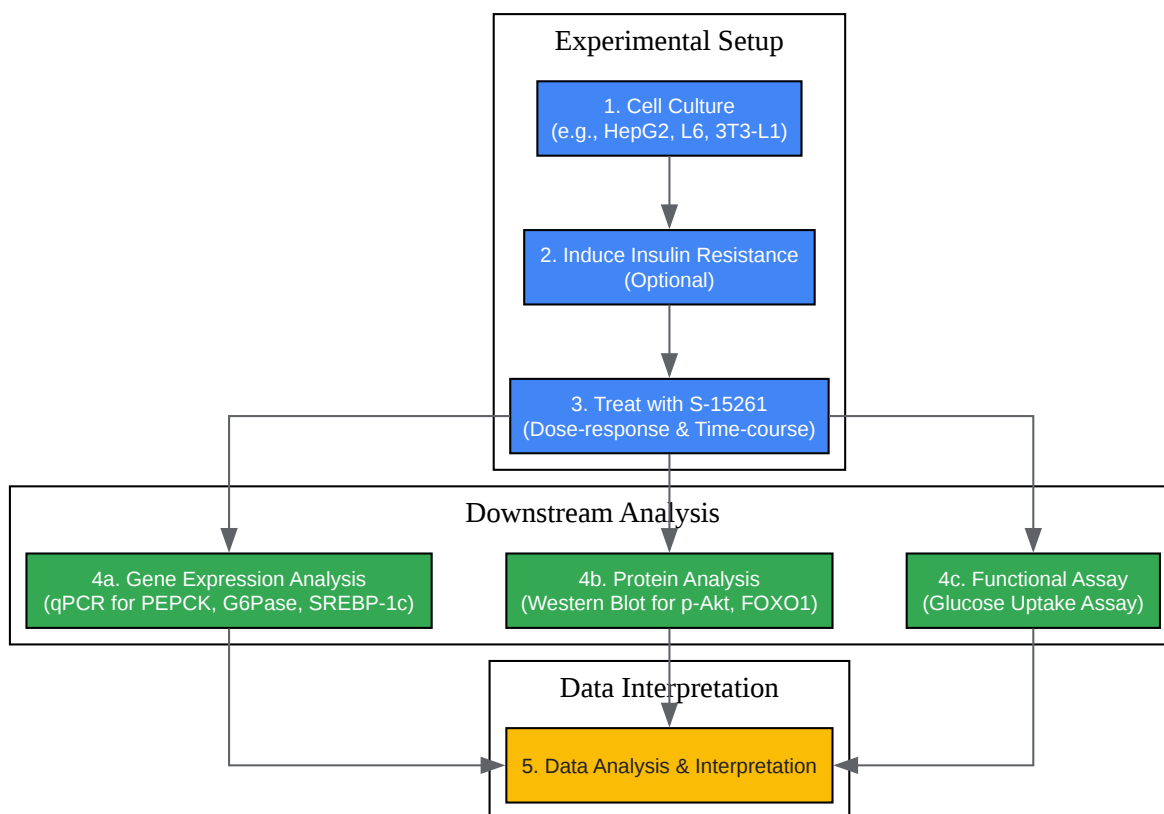 Experimental Setup
1. Cell Culture
(e.g., HepG2, L6, 3T3-L1)
2. Induce Insulin Resistance
(Optional)
3. Treat with S-15261
(Dose-response & Time-course)
Downstream Analysis
4a. Gene Expression Analysis
(qPCR for PEPCK, G6Pase, SREBP-1c)
4b. Protein Analysis
(Western Blot for p-Akt, FOXO1)
4c. Functional Assay
(Glucose Uptake Assay)
Data Interpretation
5. Data Analysis & Interpretation